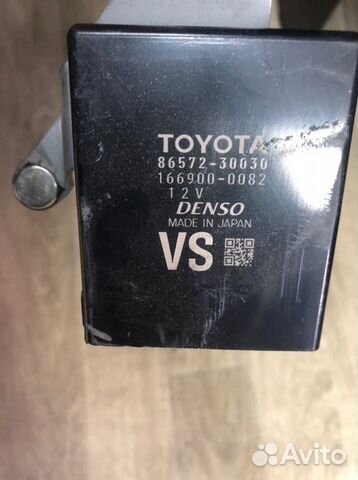 TOYOTA
86572-30030
166900-0082
12V
DENSO
MADE IN JAPAN
VS
Avito